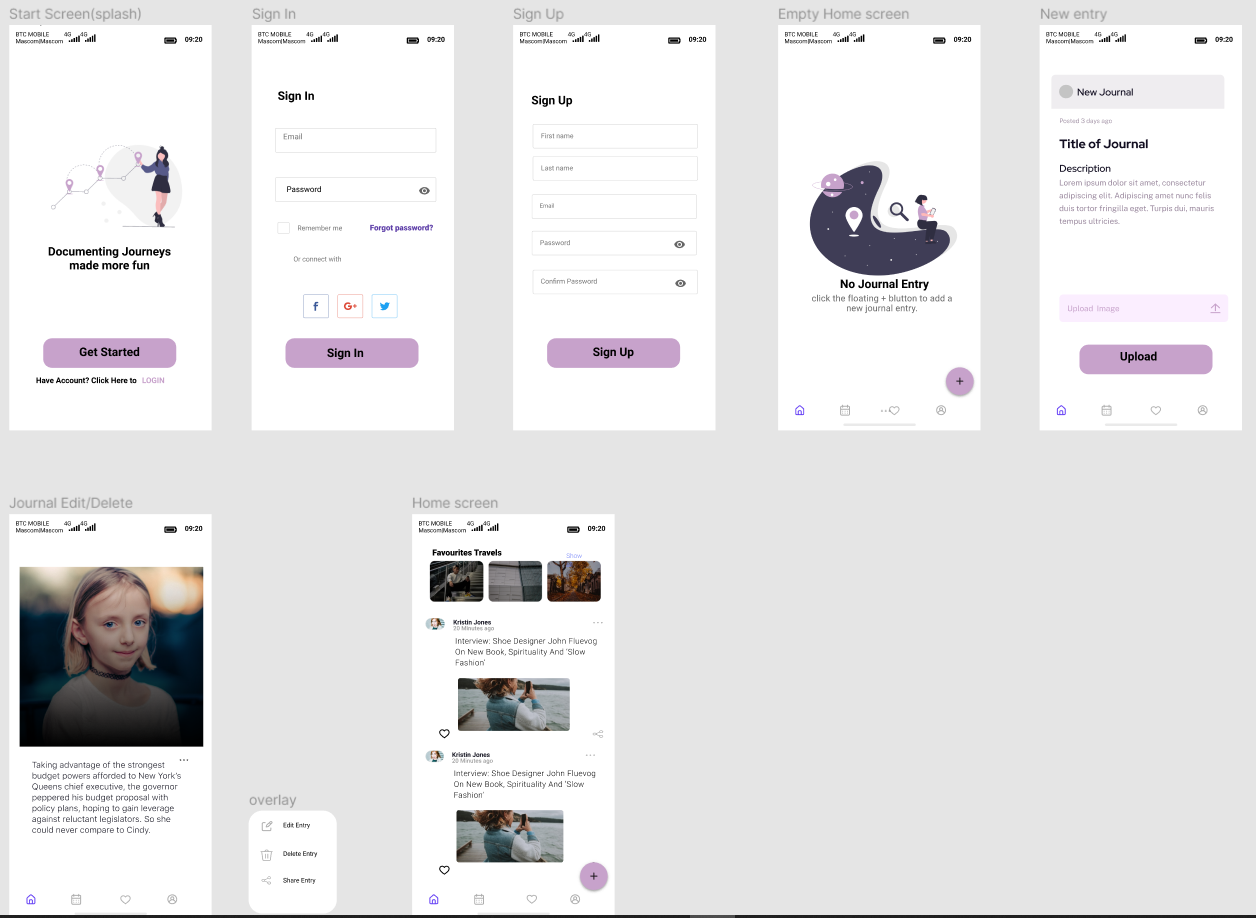 Start Screen(splash)
BTC MOBILE 4G 4G
Mascom|Mascom 09:20
Documenting Journeys
made more fun
Get Started
Have Account? Click Here to LOGIN
Sign In
BTC MOBILE 4G 4G
Mascom|Mascom 09:20
Sign In
Email
Password
Remember me Forgot password?
Or connect with
f G+
Sign In
Sign Up
BTC MOBILE 4G 4G
Mascom|Mascom 09:20
Sign Up
First name
Last name
Email
Password
Confirm Password
Sign Up
Empty Home screen
BTC MOBILE 4G 4G
Mascom|Mascom 09:20
No Journal Entry
click the floating + blutton to add a
new journal entry.
+
New entry
BTC MOBILE 4G 4G
Mascom|Mascom 09:20
New Journal
Posted 3 days ago
Title of Journal
Description
Lorem ipsum dolor sit amet, consectetur
adipiscing elit. Adipiscing amet nunc felis
duis tortor fringilla eget. Turpis dui, mauris
tempus ultricies.
Upload Image
Upload
Journal Edit/Delete
BTC MOBILE 4G 4G
Mascom|Mascom 09:20
Taking advantage of the strongest
budget powers afforded to New York's
Queens chief executive, the governor
peppered his budget proposal with
policy plans, hoping to gain leverage
against reluctant legislators. So she
could never compare to Cindy.
overlay
Edit Entry
Delete Entry
Share Entry
Home screen
BTC MOBILE 4G 4G
Mascom|Mascom 09:20
Favourites Travels Show
Kristin Jones
20 Minutes ago
Interview: Shoe Designer John Fluevog
On New Book, Spirituality And 'Slow
Fashion'
Kristin Jones
20 Minutes ago
Interview: Shoe Designer John Fluevog
On New Book, Spirituality And 'Slow
Fashion'
+